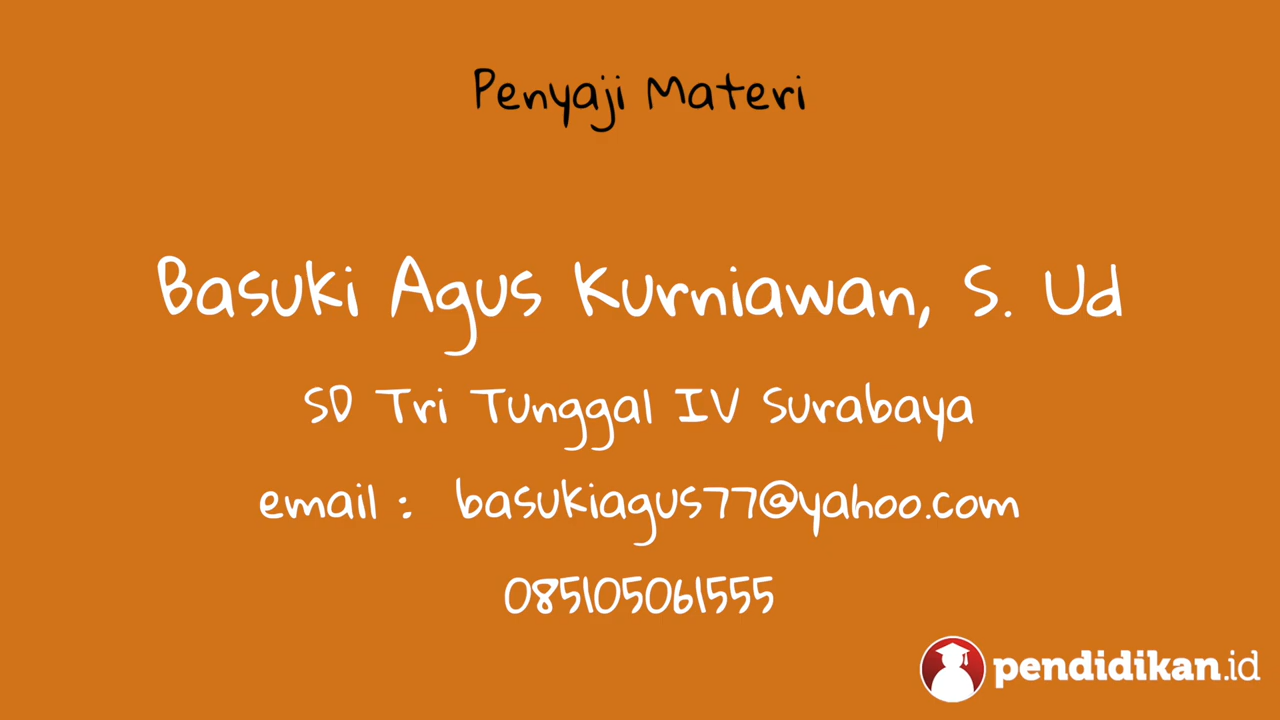 Penyaji Materi
Basuki Agus Kurniawan, S. Ud
SD Tri Tunggal IV Surabaya
email : basukiagus77@yahoo.com
085105061555
pendidikan.id